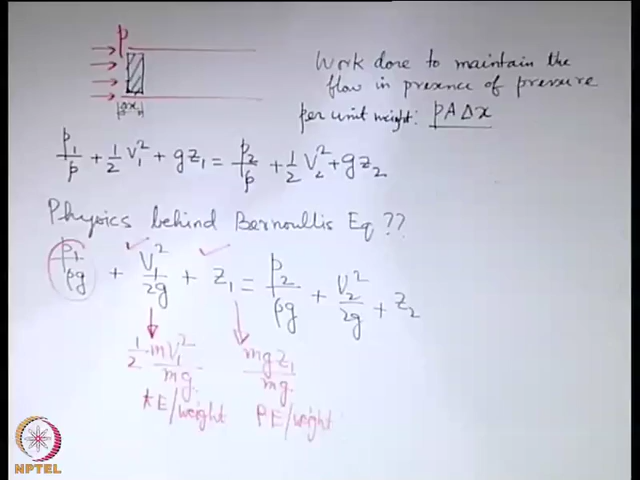 p
Work done to maintain the
flow in presence of pressure
per unit weight: pAΔx
Δx
p₁/ρ + 1/2 V₁² + gz₁ = p₂/ρ + 1/2 V₂² + gz₂
Physics behind Bernoullis Eq ??
p₁/ρg + V₁²/2g + z₁ = p₂/ρg + V₂²/2g + z₂
1/2 mV₁²/mg mgz₁/mg
KE/weight PE/weight
NPTEL